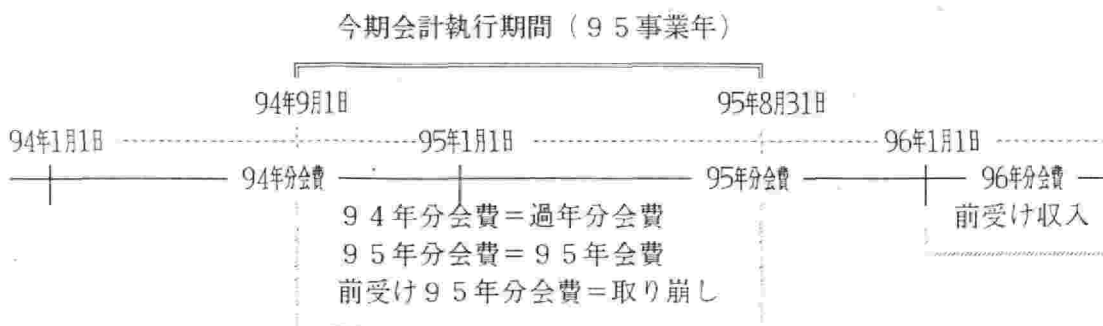 今期会計執行期間（９５事業年）
94年9月1日 95年8月31日
94年1月1日 95年1月1日 96年1月1日
94年分会費 95年分会費 96年分会費
９４年分会費＝過年分会費 前受け収入
９５年分会費＝９５年会費
前受け９５年分会費＝取り崩し